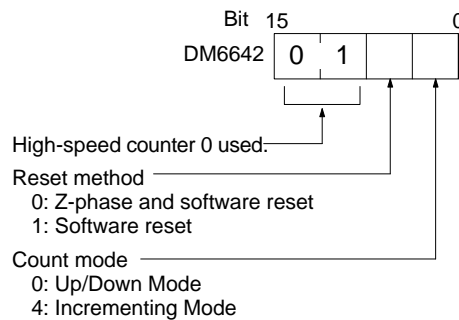 Bit 15 0
DM6642 0 1
High-speed counter 0 used.
Reset method
0: Z-phase and software reset
1: Software reset
Count mode
0: Up/Down Mode
4: Incrementing Mode